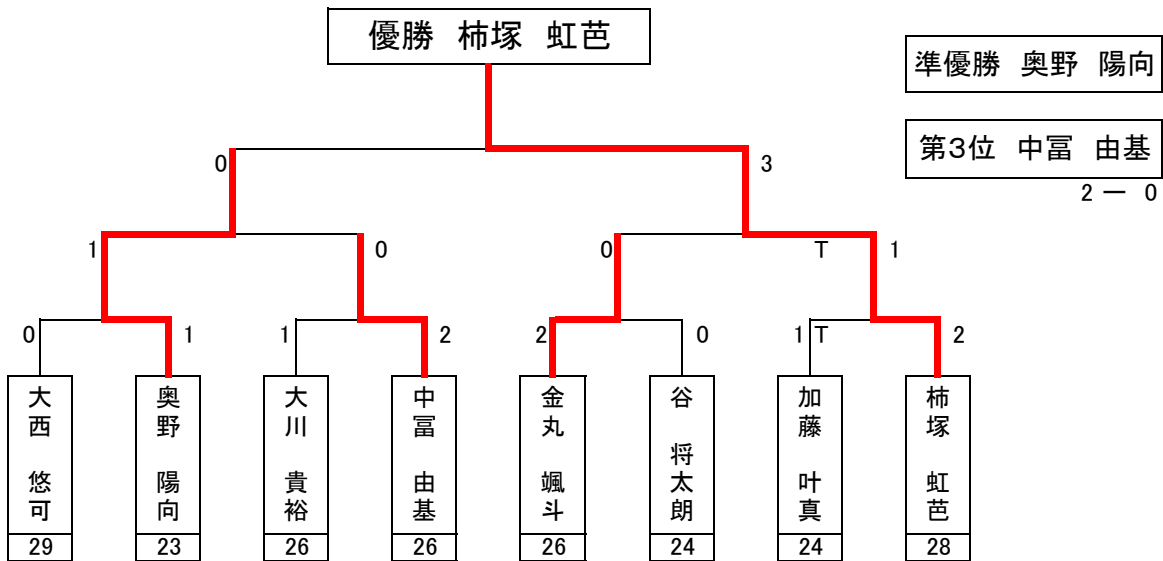 優勝 柿塚 虹芭
準優勝 奥野 陽向
第3位 中冨 由基
2 ー 0
0
3
1
0
0
T
1
0
1
1
2
2
0
1
T
2
大西 悠可
奥野 陽向
大川 貴裕
中冨 由基
金丸 颯斗
谷 将太朗
加藤 叶真
柿塚 虹芭
29
23
26
26
26
24
24
28